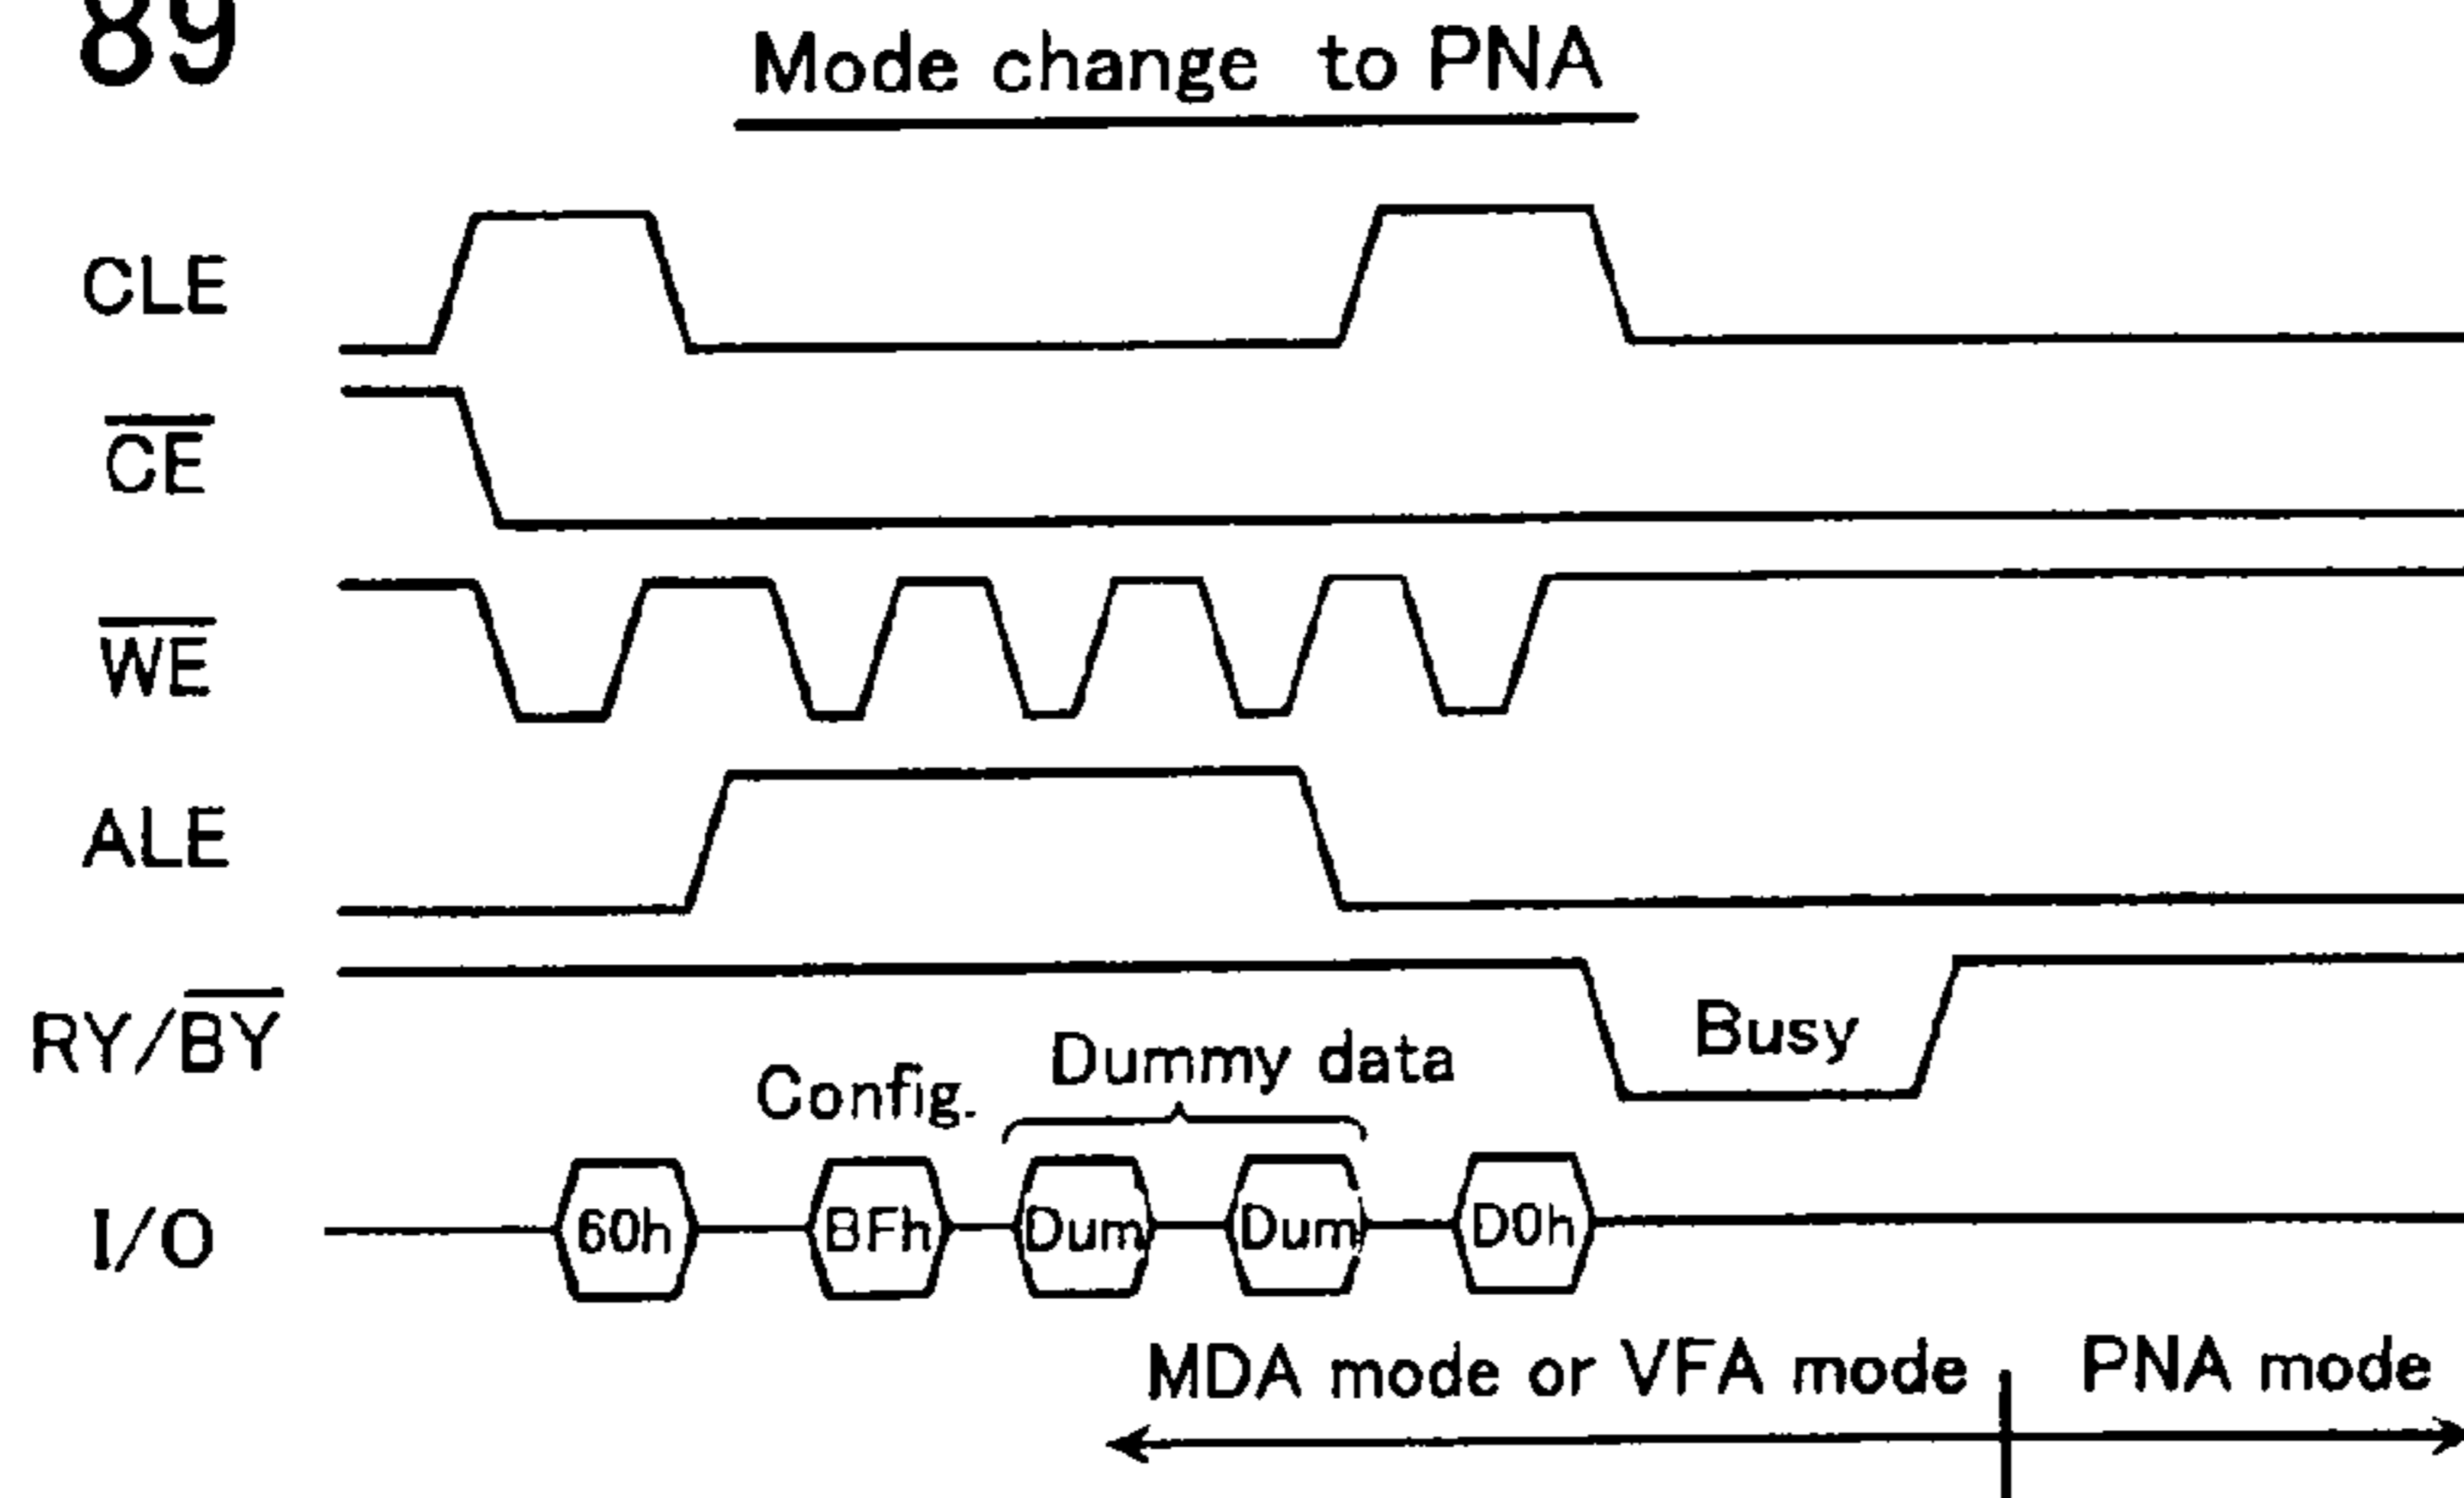 89
Mode change to PNA
CLE
CE
WE
ALE
RY/BY
Busy
Config.
Dummy data
I/O
60h
BFh
Dum
Dum
D0h
MDA mode or VFA mode
PNA mode